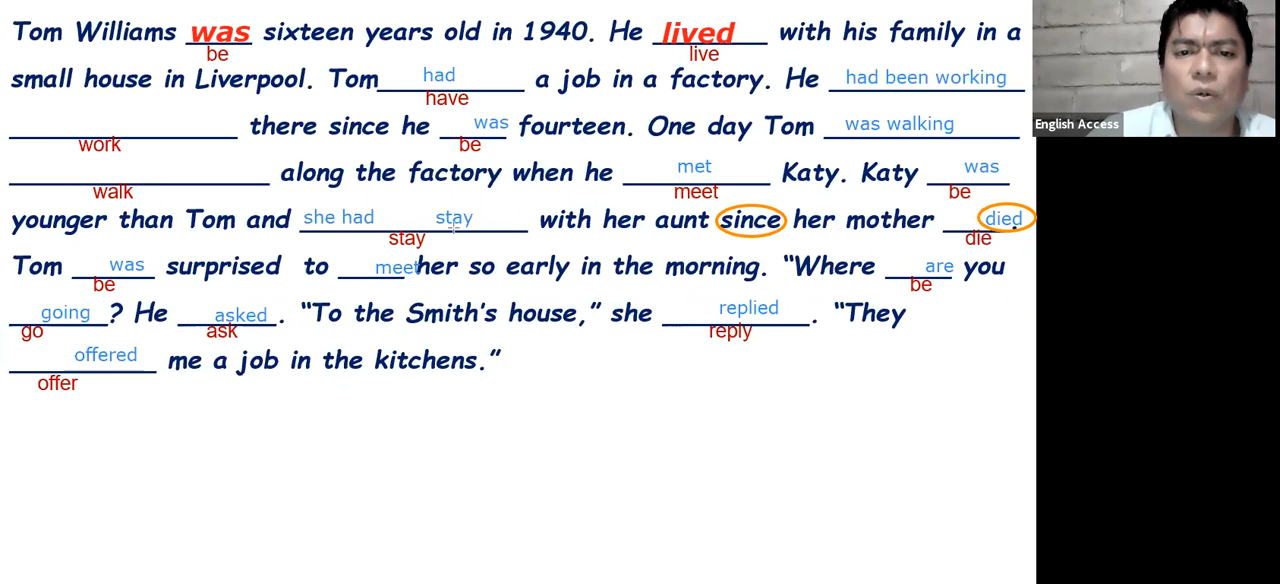 Tom Williams was sixteen years old in 1940. He lived with his family in a
be live
small house in Liverpool. Tom had a job in a factory. He had been working
have
there since he was fourteen. One day Tom was walking
work be
along the factory when he met Katy. Katy was
walk meet be
younger than Tom and she had stay with her aunt since her mother died.
stay die
Tom was surprised to meet her so early in the morning. “Where are you
be be
going? He asked. “To the Smith's house,” she replied. “They
go ask reply
offered me a job in the kitchens.”
offer
English Access